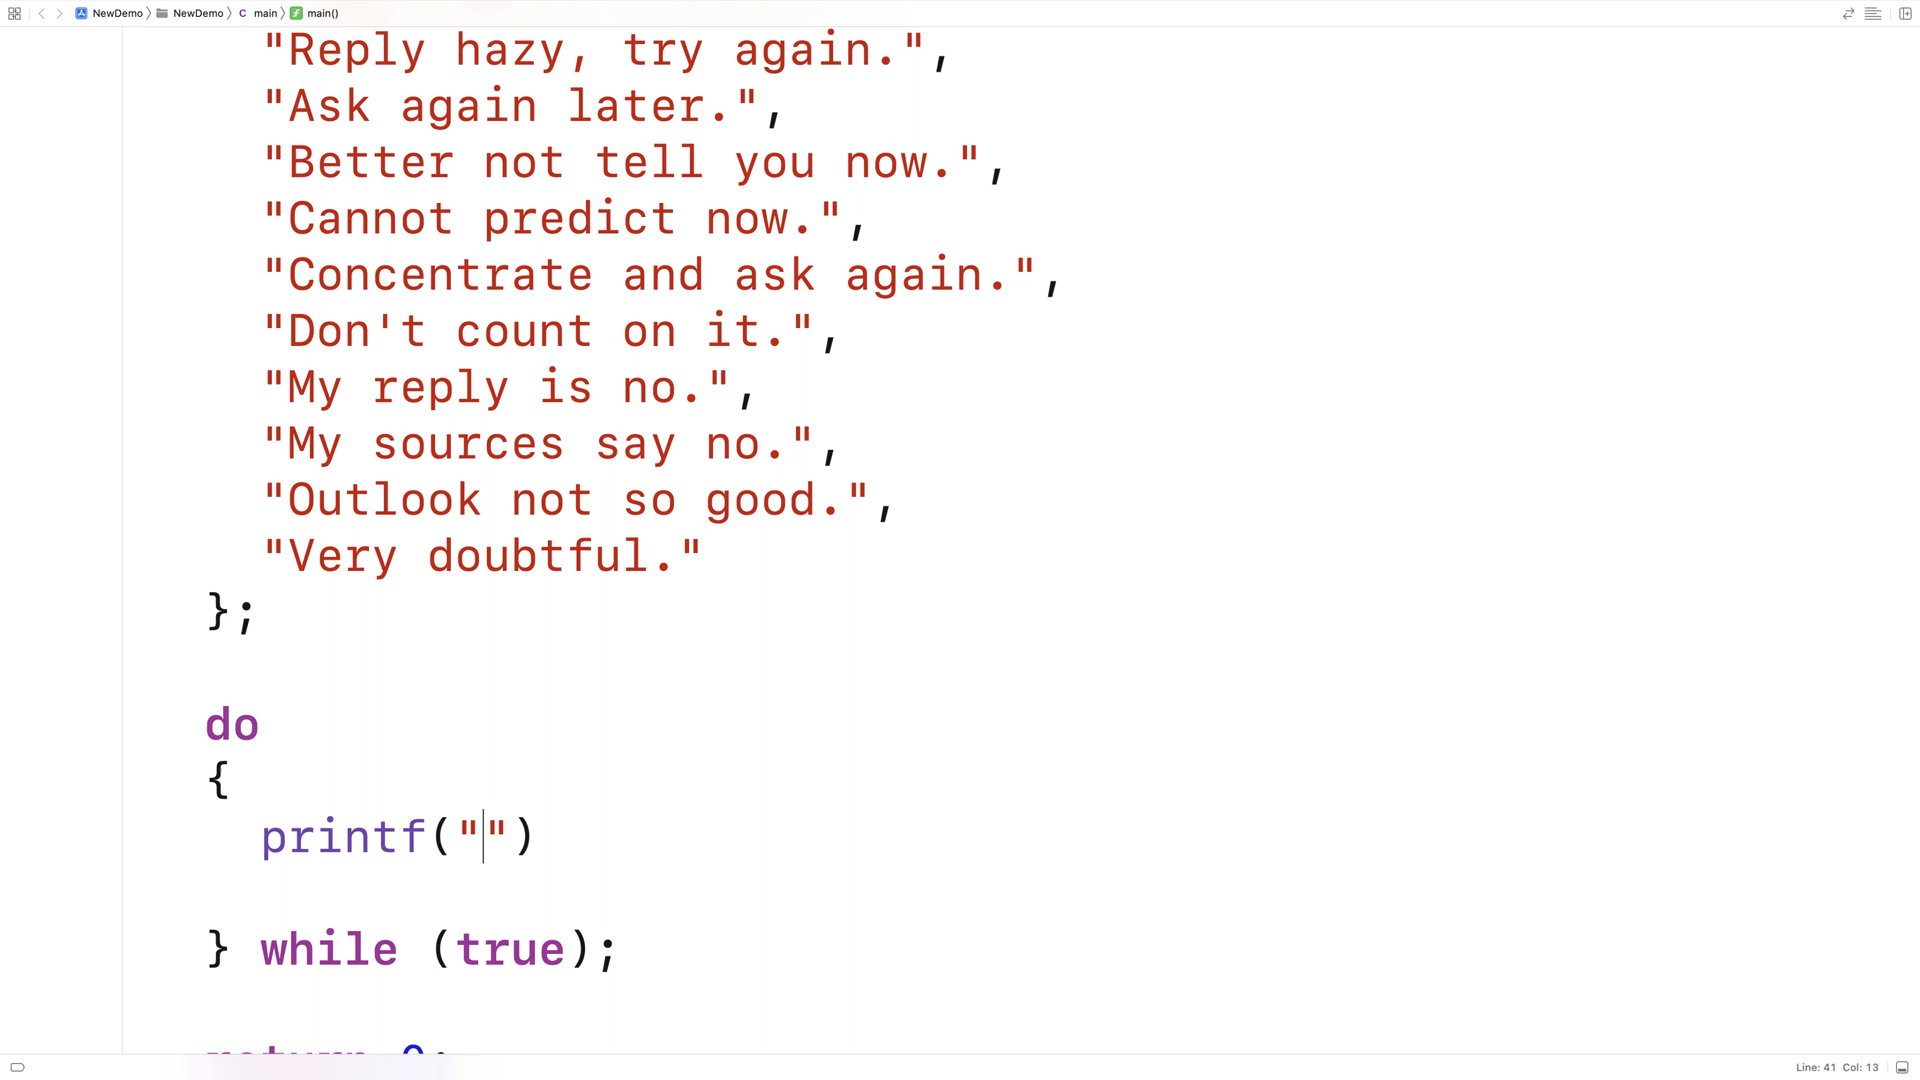 NewDemo NewDemo C main f main()
"Reply hazy, try again.",
"Ask again later.",
"Better not tell you now.",
"Cannot predict now.",
"Concentrate and ask again.",
"Don't count on it.",
"My reply is no.",
"My sources say no.",
"Outlook not so good.",
"Very doubtful."
};
do
{
printf("")
} while (true);
return 0;
Line: 41 Col: 13